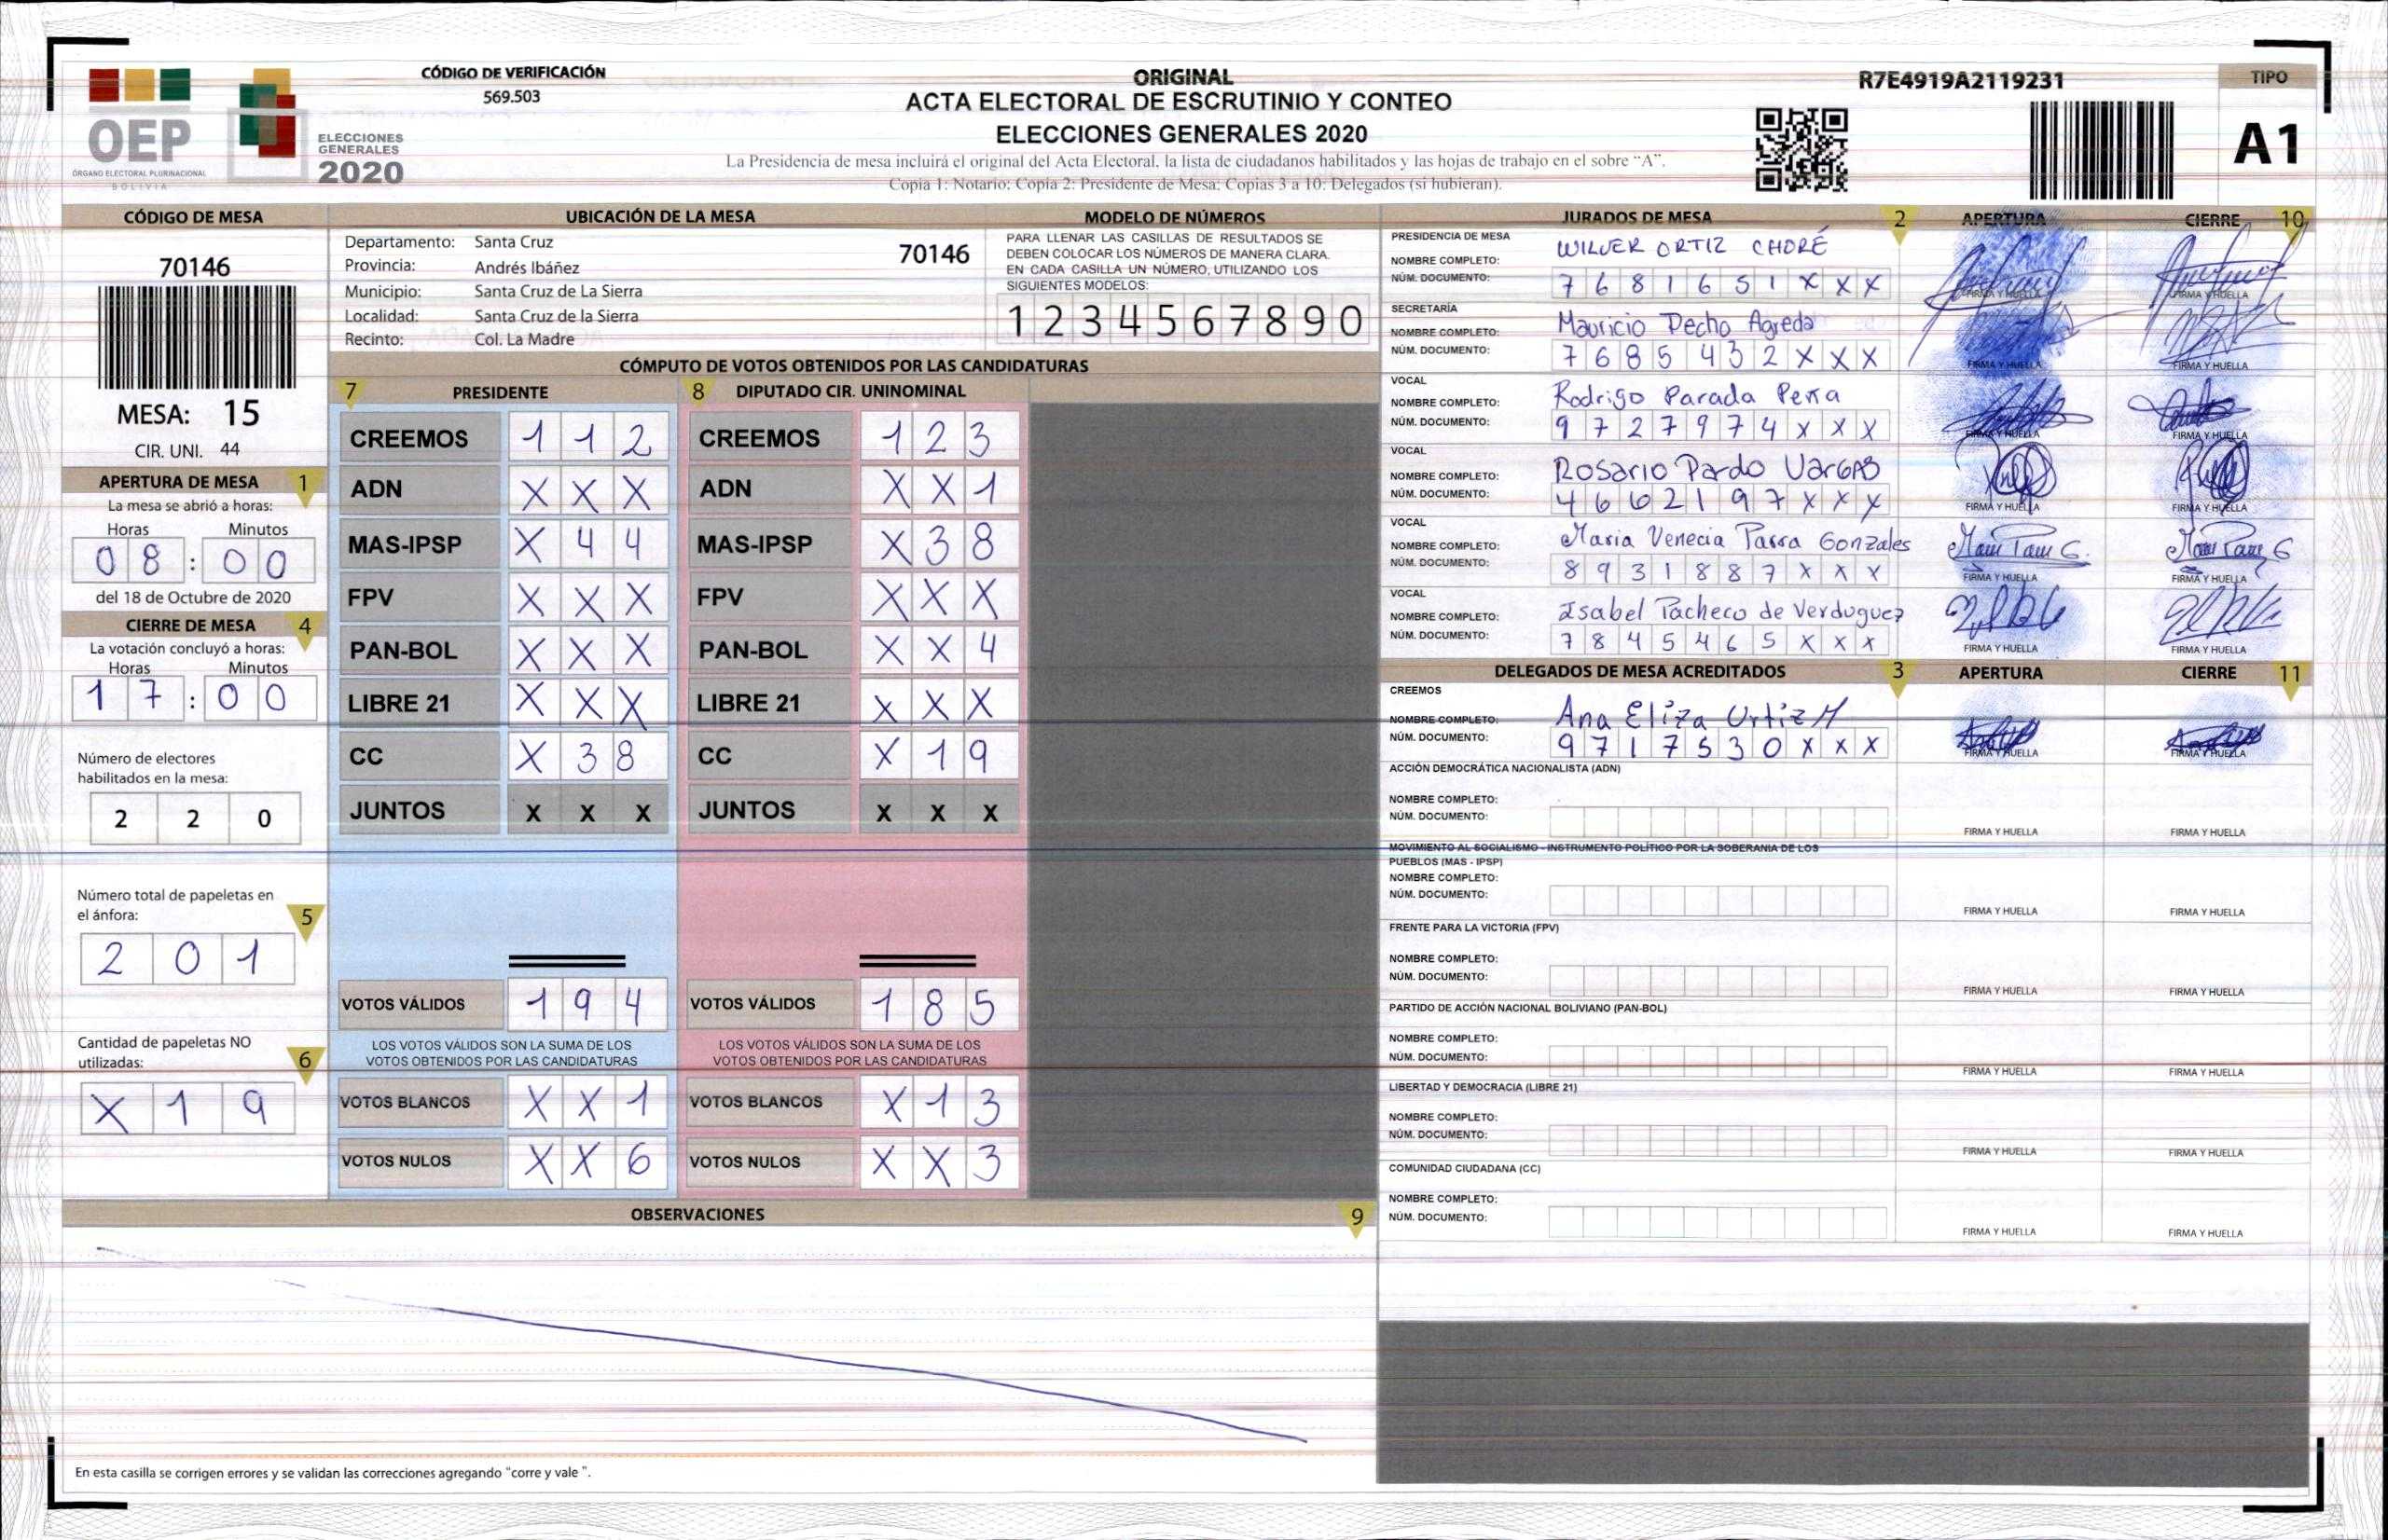 CÓDIGO DE VERIFICACIÓN
569.503
ORIGINAL
ACTA ELECTORAL DE ESCRUTINIO Y CONTEO
ELECCIONES GENERALES 2020
La Presidencia de mesa incluirá el original del Acta Electoral, la lista de ciudadanos habilitados y las hojas de trabajo en el sobre “A”.
Copia 1: Notario; Copia 2: Presidente de Mesa; Copias 3 a 10: Delegados (si hubieran).
R7E4919A2119231
TIPO
A1
OEP
ÓRGANO ELECTORAL PLURINACIONAL
BOLIVIA
ELECCIONES
GENERALES
2020
CÓDIGO DE MESA
70146
MESA: 15
CIR. UNI. 44
APERTURA DE MESA 1
La mesa se abrió a horas:
Horas Minutos
0 8 : 0 0
del 18 de Octubre de 2020
CIERRE DE MESA 4
La votación concluyó a horas:
Horas Minutos
1 7 : 0 0
Número de electores
habilitados en la mesa:
2 2 0
Número total de papeletas en
el ánfora: 5
2 0 1
Cantidad de papeletas NO
utilizadas: 6
X 1 9
UBICACIÓN DE LA MESA
Departamento: Santa Cruz
70146
Provincia: Andrés Ibáñez
Municipio: Santa Cruz de La Sierra
Localidad: Santa Cruz de la Sierra
Recinto: Col. La Madre
MODELO DE NÚMEROS
PARA LLENAR LAS CASILLAS DE RESULTADOS SE
DEBEN COLOCAR LOS NÚMEROS DE MANERA CLARA.
EN CADA CASILLA UN NÚMERO, UTILIZANDO LOS
SIGUIENTES MODELOS:
1 2 3 4 5 6 7 8 9 0
CÓMPUTO DE VOTOS OBTENIDOS POR LAS CANDIDATURAS
7 PRESIDENTE
CREEMOS 1 1 2
ADN X X X
MAS-IPSP X 4 4
FPV X X X
PAN-BOL X X X
LIBRE 21 X X X
CC X 3 8
JUNTOS X X X
VOTOS VÁLIDOS 1 9 4
LOS VOTOS VÁLIDOS SON LA SUMA DE LOS
VOTOS OBTENIDOS POR LAS CANDIDATURAS
VOTOS BLANCOS X X 1
VOTOS NULOS X X 6
8 DIPUTADO CIR. UNINOMINAL
CREEMOS 1 2 3
ADN X X 1
MAS-IPSP X 3 8
FPV X X X
PAN-BOL X X 4
LIBRE 21 X X X
CC X 1 9
JUNTOS X X X
VOTOS VÁLIDOS 1 8 5
LOS VOTOS VÁLIDOS SON LA SUMA DE LOS
VOTOS OBTENIDOS POR LAS CANDIDATURAS
VOTOS BLANCOS X 1 3
VOTOS NULOS X X 3
OBSERVACIONES 9
En esta casilla se corrigen errores y se validan las correcciones agregando “corre y vale ”.
JURADOS DE MESA 2 APERTURA CIERRE 10
PRESIDENCIA DE MESA
NOMBRE COMPLETO: WILVER ORTIZ CHORÉ
NÚM. DOCUMENTO: 7 6 8 1 6 5 1 X X X
FIRMA Y HUELLA FIRMA Y HUELLA
SECRETARÍA
NOMBRE COMPLETO: Mauricio Pecho Agreda
NÚM. DOCUMENTO: 7 6 8 5 4 3 2 X X X
FIRMA Y HUELLA FIRMA Y HUELLA
VOCAL
NOMBRE COMPLETO: Rodrigo Parada Peña
NÚM. DOCUMENTO: 9 7 2 7 9 7 4 X X X
FIRMA Y HUELLA FIRMA Y HUELLA
VOCAL
NOMBRE COMPLETO: Rosario Pardo VarGAS
NÚM. DOCUMENTO: 4 6 6 2 1 9 7 X X X
FIRMA Y HUELLA FIRMA Y HUELLA
VOCAL
NOMBRE COMPLETO: Maria Venecia Parra Gonzales
NÚM. DOCUMENTO: 8 9 3 1 8 8 7 X X X
FIRMA Y HUELLA FIRMA Y HUELLA
VOCAL
NOMBRE COMPLETO: Isabel Pacheco de Verduguez
NÚM. DOCUMENTO: 7 8 4 5 4 6 5 X X X
FIRMA Y HUELLA FIRMA Y HUELLA
DELEGADOS DE MESA ACREDITADOS 3 APERTURA CIERRE 11
CREEMOS
NOMBRE COMPLETO: Ana Eliza Urtiz M
NÚM. DOCUMENTO: 9 7 1 7 5 3 0 X X X
FIRMA Y HUELLA FIRMA Y HUELLA
ACCIÓN DEMOCRÁTICA NACIONALISTA (ADN)
NOMBRE COMPLETO:
NÚM. DOCUMENTO:
FIRMA Y HUELLA FIRMA Y HUELLA
MOVIMIENTO AL SOCIALISMO - INSTRUMENTO POLÍTICO POR LA SOBERANIA DE LOS
PUEBLOS (MAS - IPSP)
NOMBRE COMPLETO:
NÚM. DOCUMENTO:
FIRMA Y HUELLA FIRMA Y HUELLA
FRENTE PARA LA VICTORIA (FPV)
NOMBRE COMPLETO:
NÚM. DOCUMENTO:
FIRMA Y HUELLA FIRMA Y HUELLA
PARTIDO DE ACCIÓN NACIONAL BOLIVIANO (PAN-BOL)
NOMBRE COMPLETO:
NÚM. DOCUMENTO:
FIRMA Y HUELLA FIRMA Y HUELLA
LIBERTAD Y DEMOCRACIA (LIBRE 21)
NOMBRE COMPLETO:
NÚM. DOCUMENTO:
FIRMA Y HUELLA FIRMA Y HUELLA
COMUNIDAD CIUDADANA (CC)
NOMBRE COMPLETO:
NÚM. DOCUMENTO:
FIRMA Y HUELLA FIRMA Y HUELLA